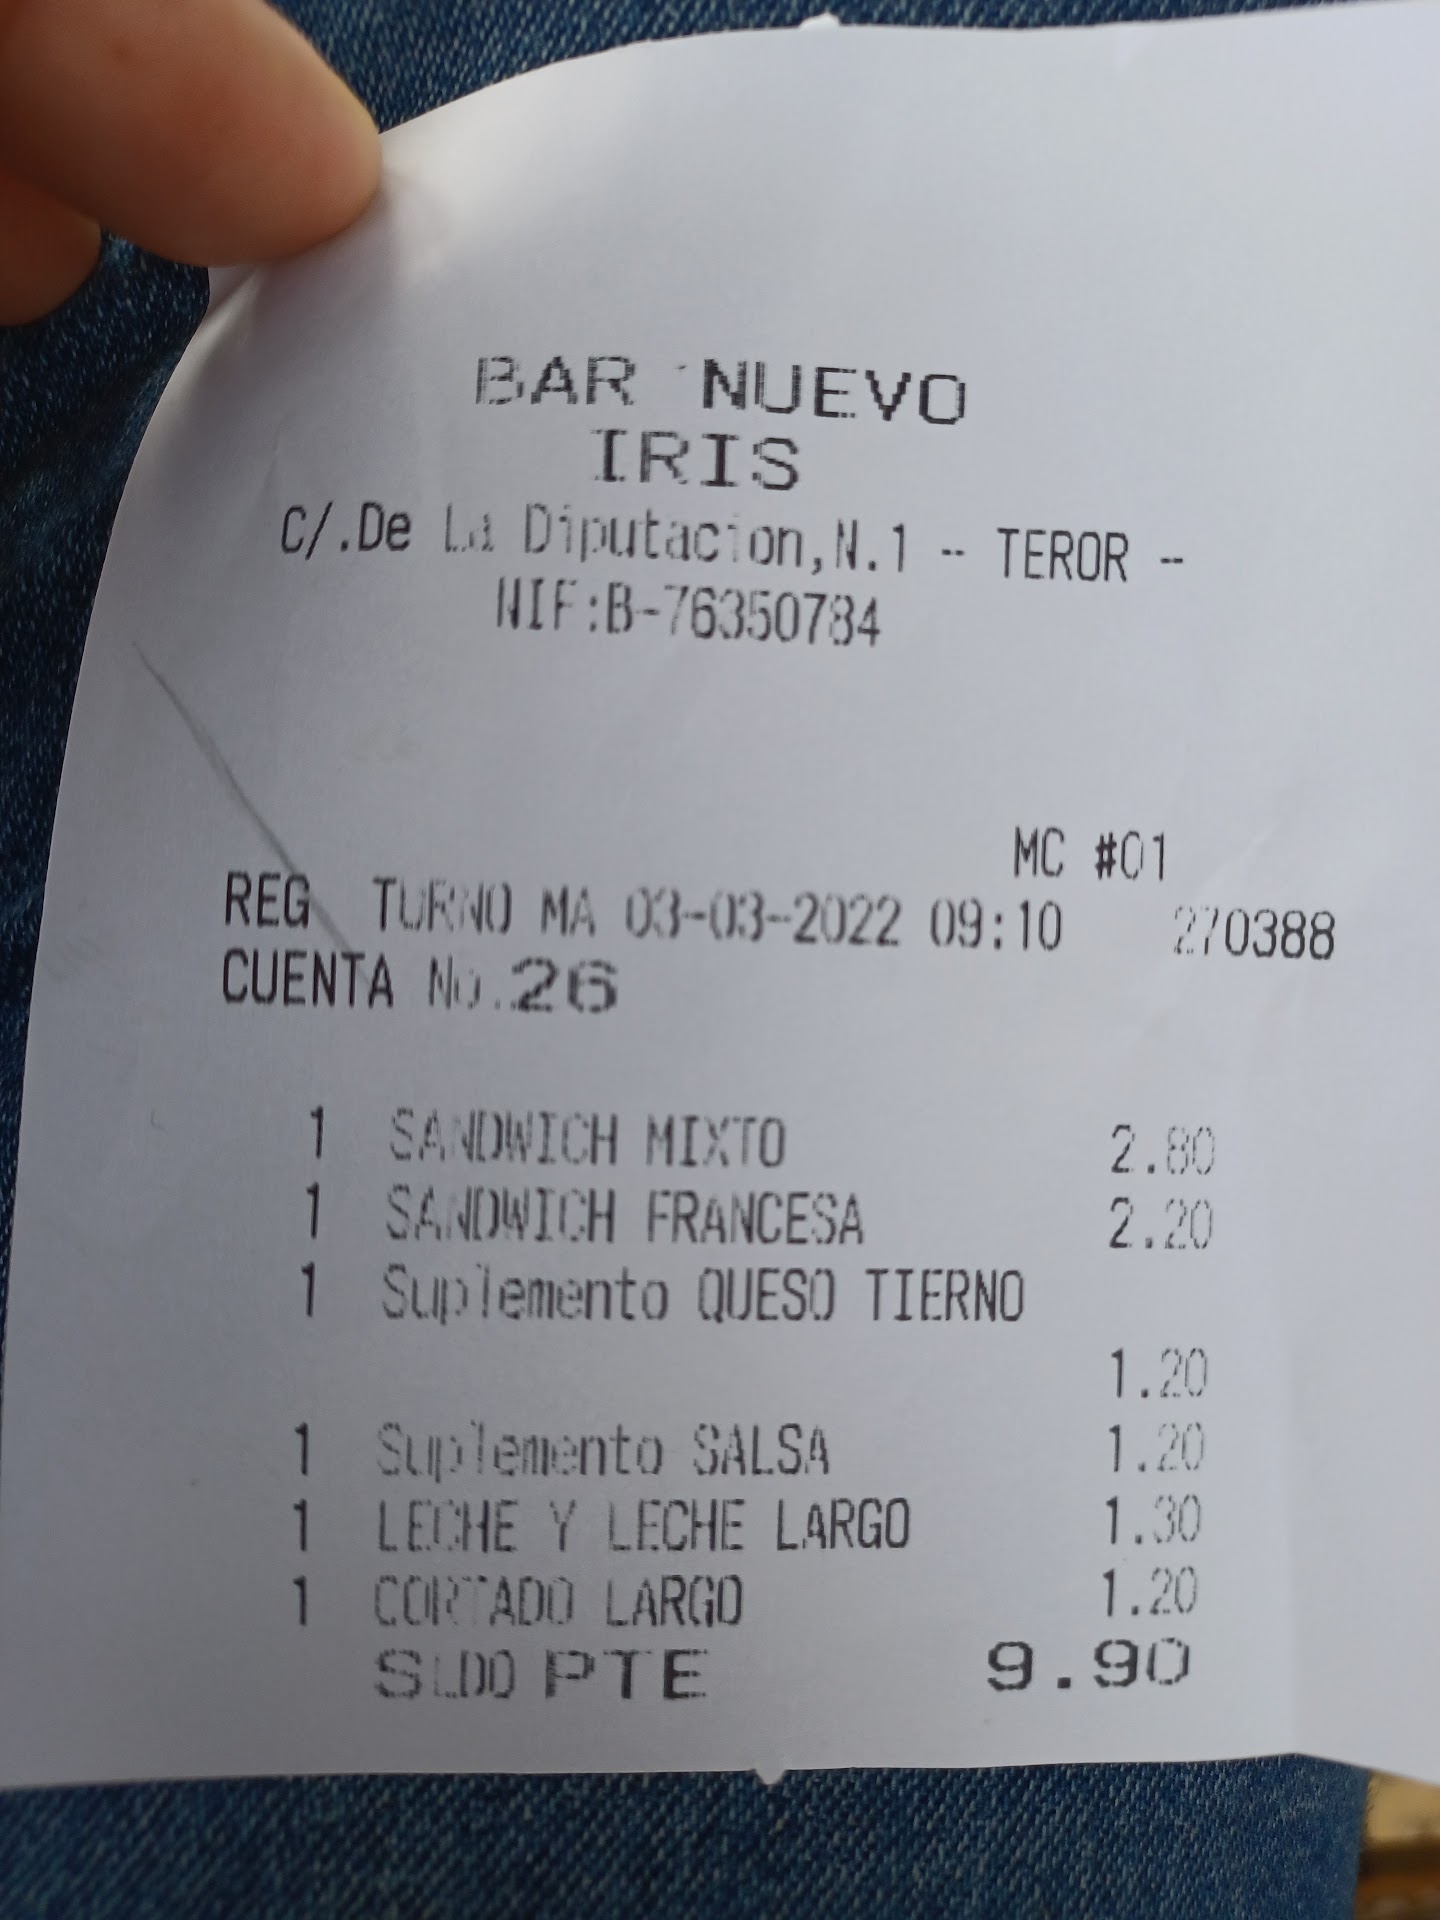 BAR NUEVO
IRIS
C/.De La Diputacion,N.1 - TEROR -
NIF:B-76350784
MC #01
REG TURNO MA 03-03-2022 09:10 270388
CUENTA No..26
1 SANDWICH MIXTO 2.80
1 SANDWICH FRANCESA 2.20
1 Suplemento QUESO TIERNO
1.20
1 Suplemento SALSA 1.20
1 LECHE Y LECHE LARGO 1.30
1 CORTADO LARGO 1.20
SLDO PTE 9.90